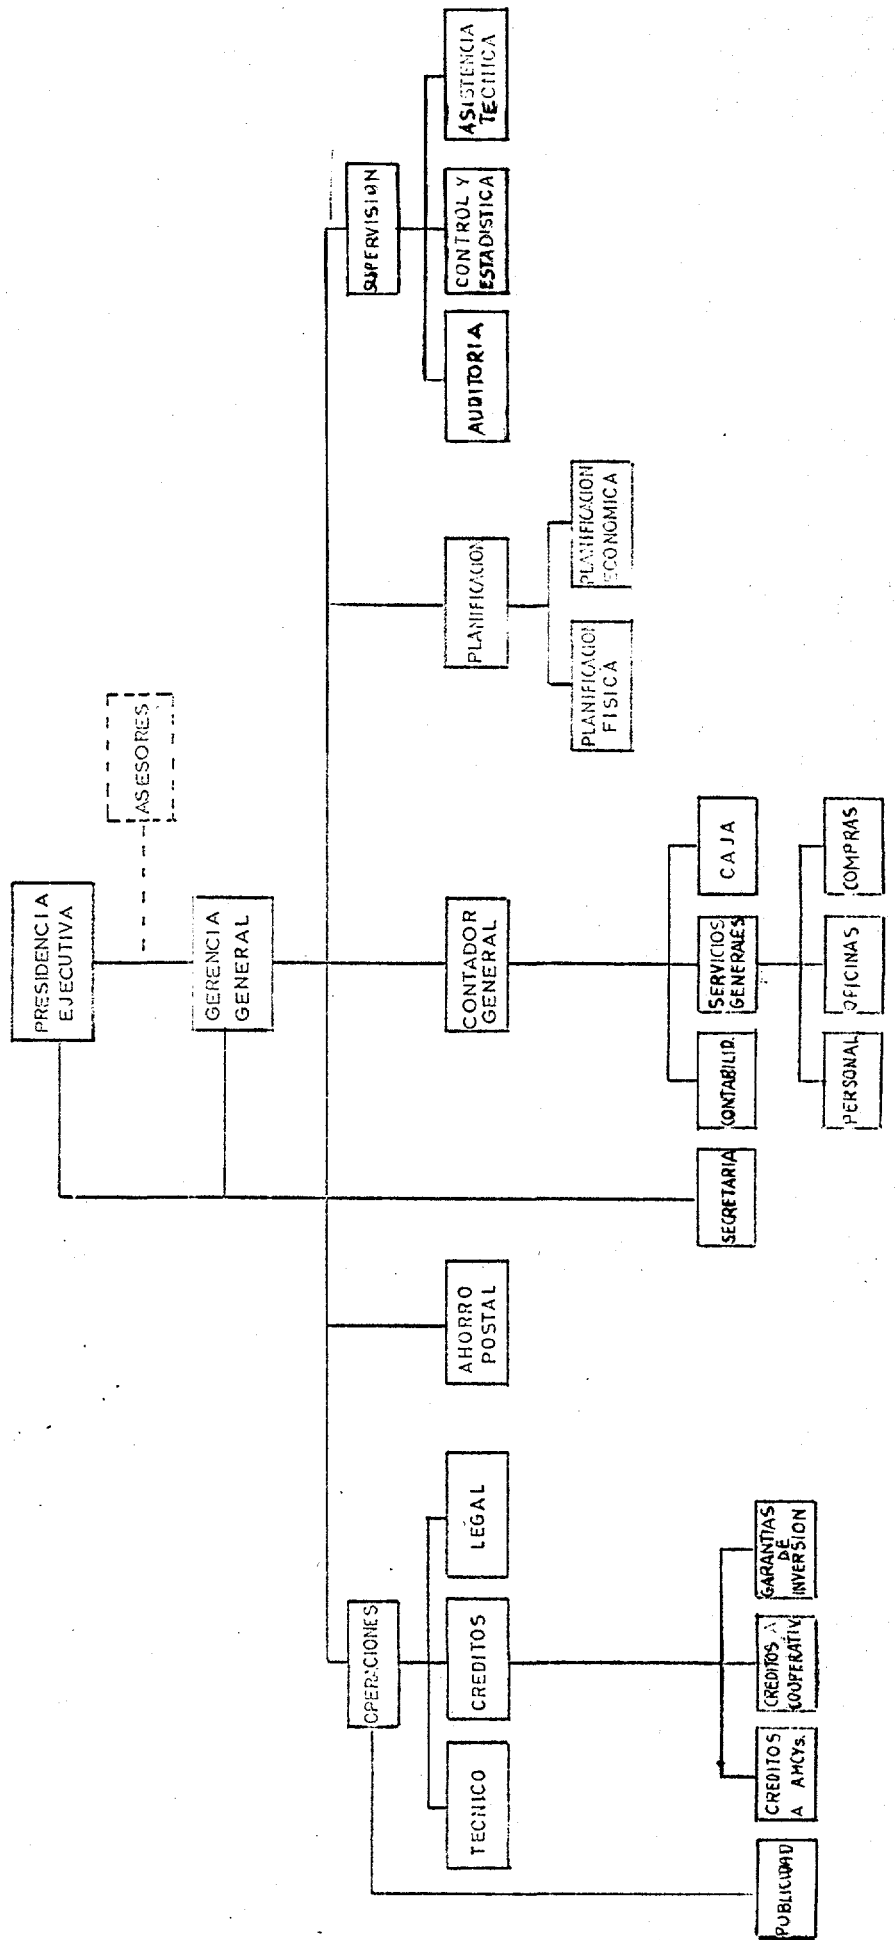 PRESIDENCIA
EJECUTIVA
ASESORES
GERENCIA
GENERAL
OPERACIONES
SUPERVISION
TECNICO
CREDITOS
LEGAL
AHORRO
POSTAL
CONTADOR
GENERAL
PLANIFICACION
AUDITORIA
CONTROL Y
ESTADISTICA
ASISTENCIA
TECNICA
PLANIFICACION
FISICA
PLANIFICACION
ECONOMICA
SECRETARIA
CONTABILID.
SERVICIOS
GENERALES
CAJA
PUBLICIDAD
CREDITOS
A AHCYs.
CREDITOS A
COOPERATIV
GARANTIAS
DE
INVERSION
PERSONAL
OFICINAS
COMPRAS